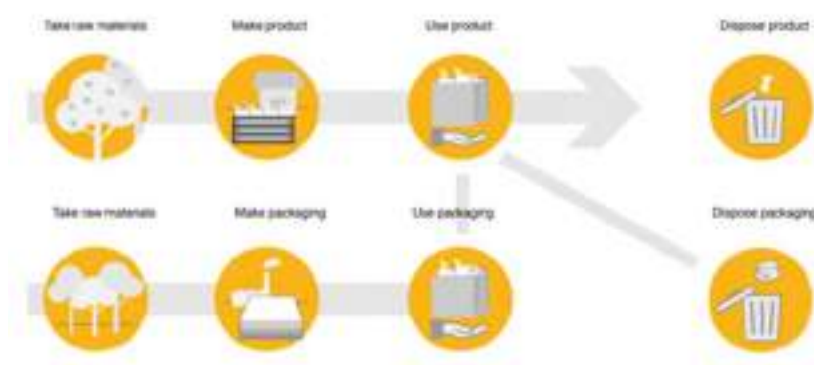 Take raw materials
Make product
Use product
Dispose product
Take raw materials
Make packaging
Use packaging
Dispose packaging